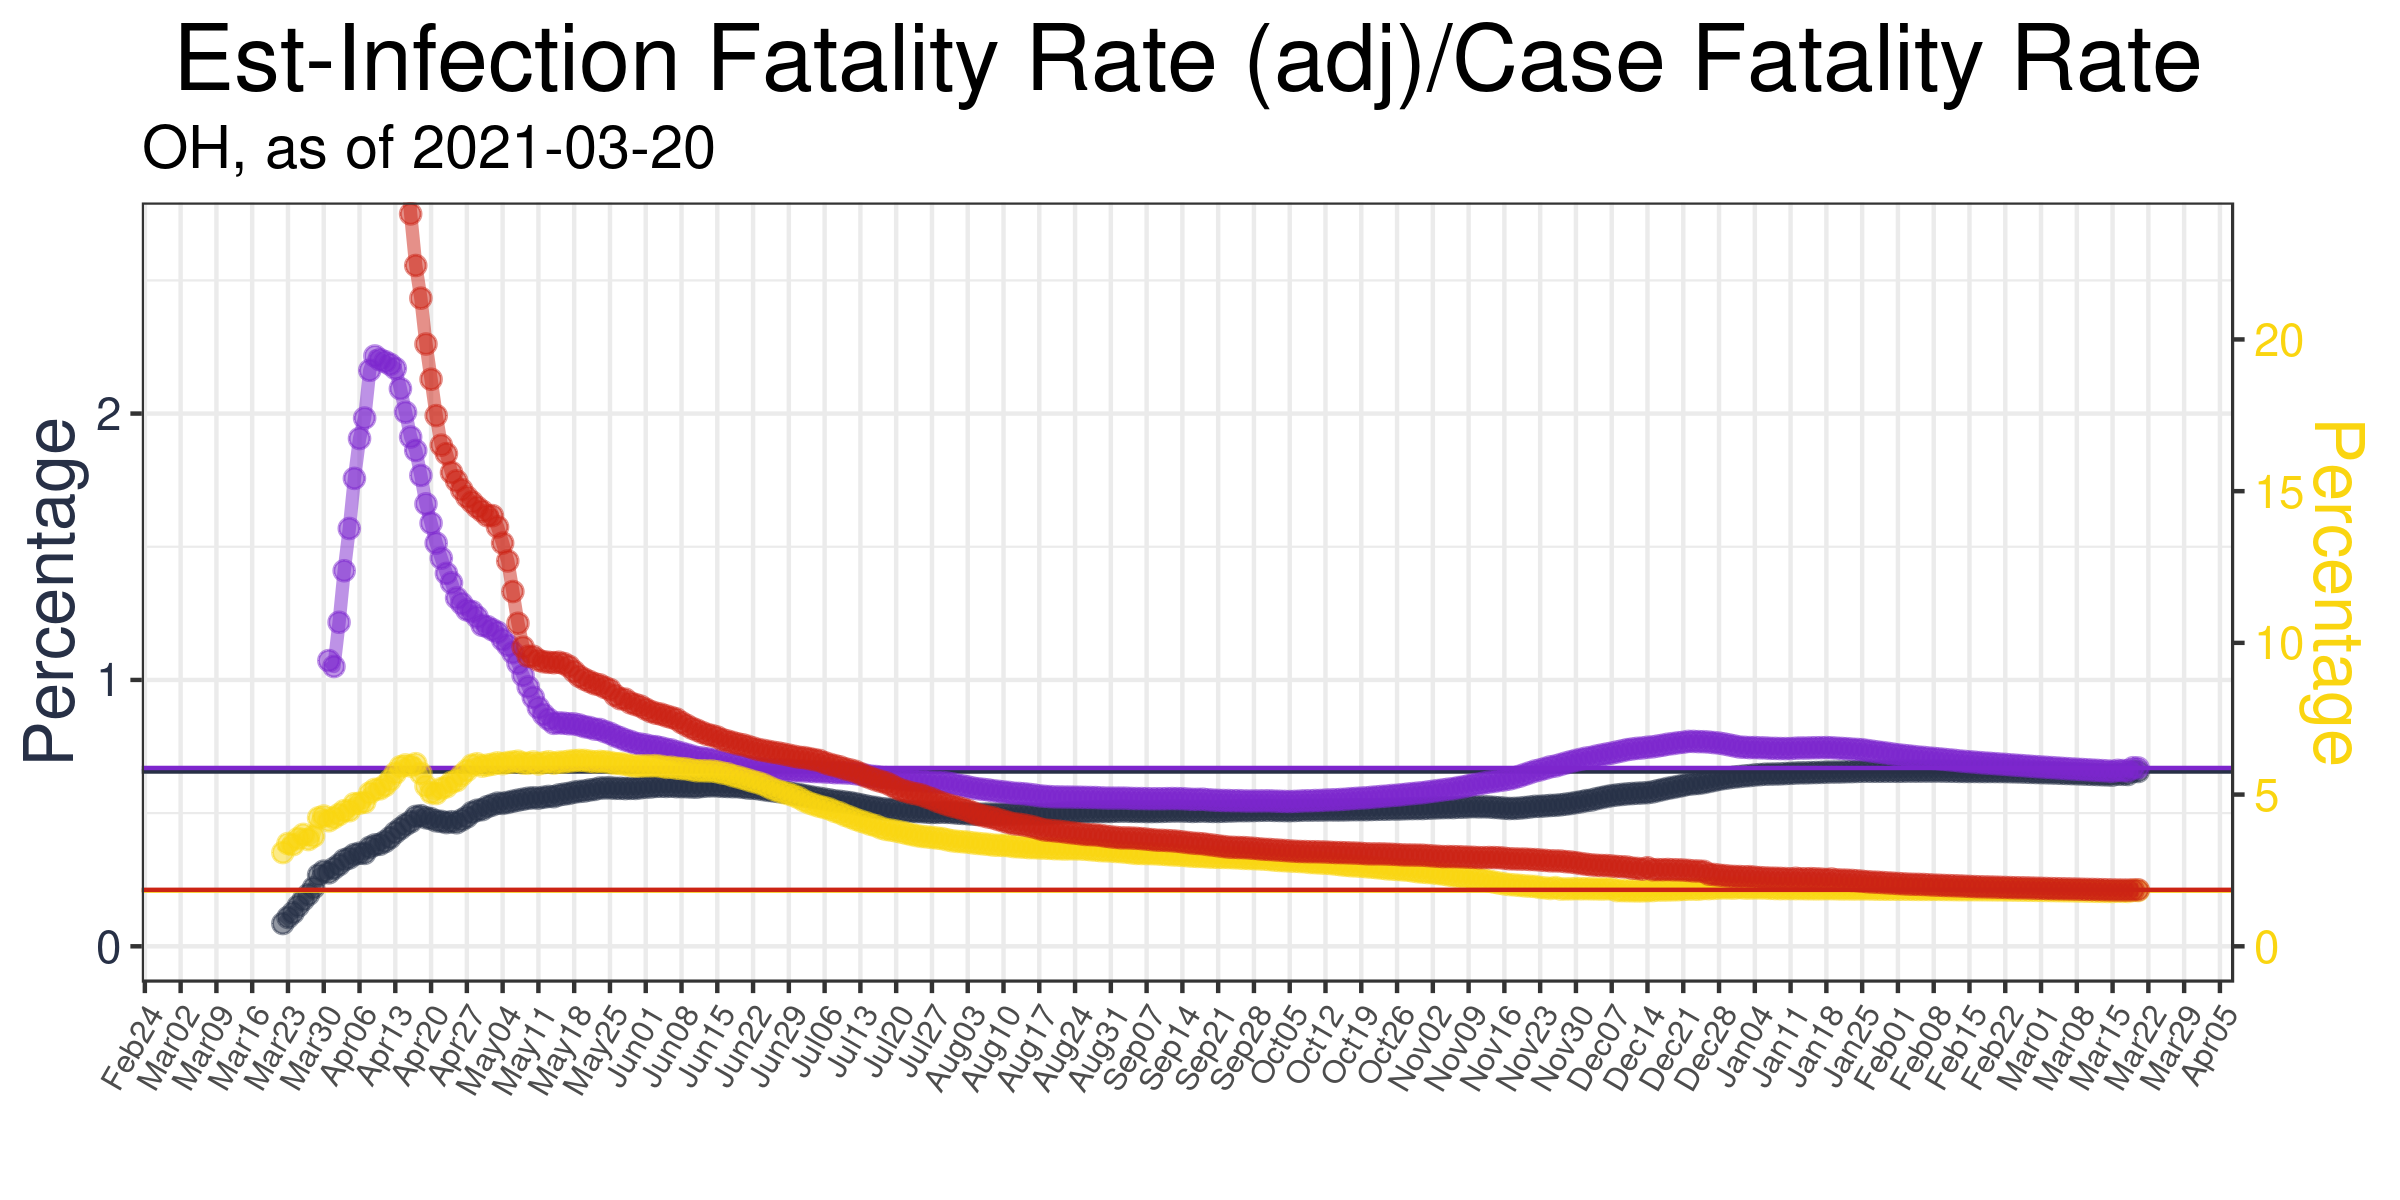 Est-Infection Fatality Rate (adj)/Case Fatality Rate
OH, as of 2021-03-20
Percentage
2
1
0
20
15
10
5
0
Percentage
Feb24
Mar02
Mar09
Mar16
Mar23
Mar30
Apr06
Apr13
Apr20
Apr27
May04
May11
May18
May25
Jun01
Jun08
Jun15
Jun22
Jun29
Jul06
Jul13
Jul20
Jul27
Aug03
Aug10
Aug17
Aug24
Aug31
Sep07
Sep14
Sep21
Sep28
Oct05
Oct12
Oct19
Oct26
Nov02
Nov09
Nov16
Nov23
Nov30
Dec07
Dec14
Dec21
Dec28
Jan04
Jan11
Jan18
Jan25
Feb01
Feb08
Feb15
Feb22
Mar01
Mar08
Mar15
Mar22
Mar29
Apr05